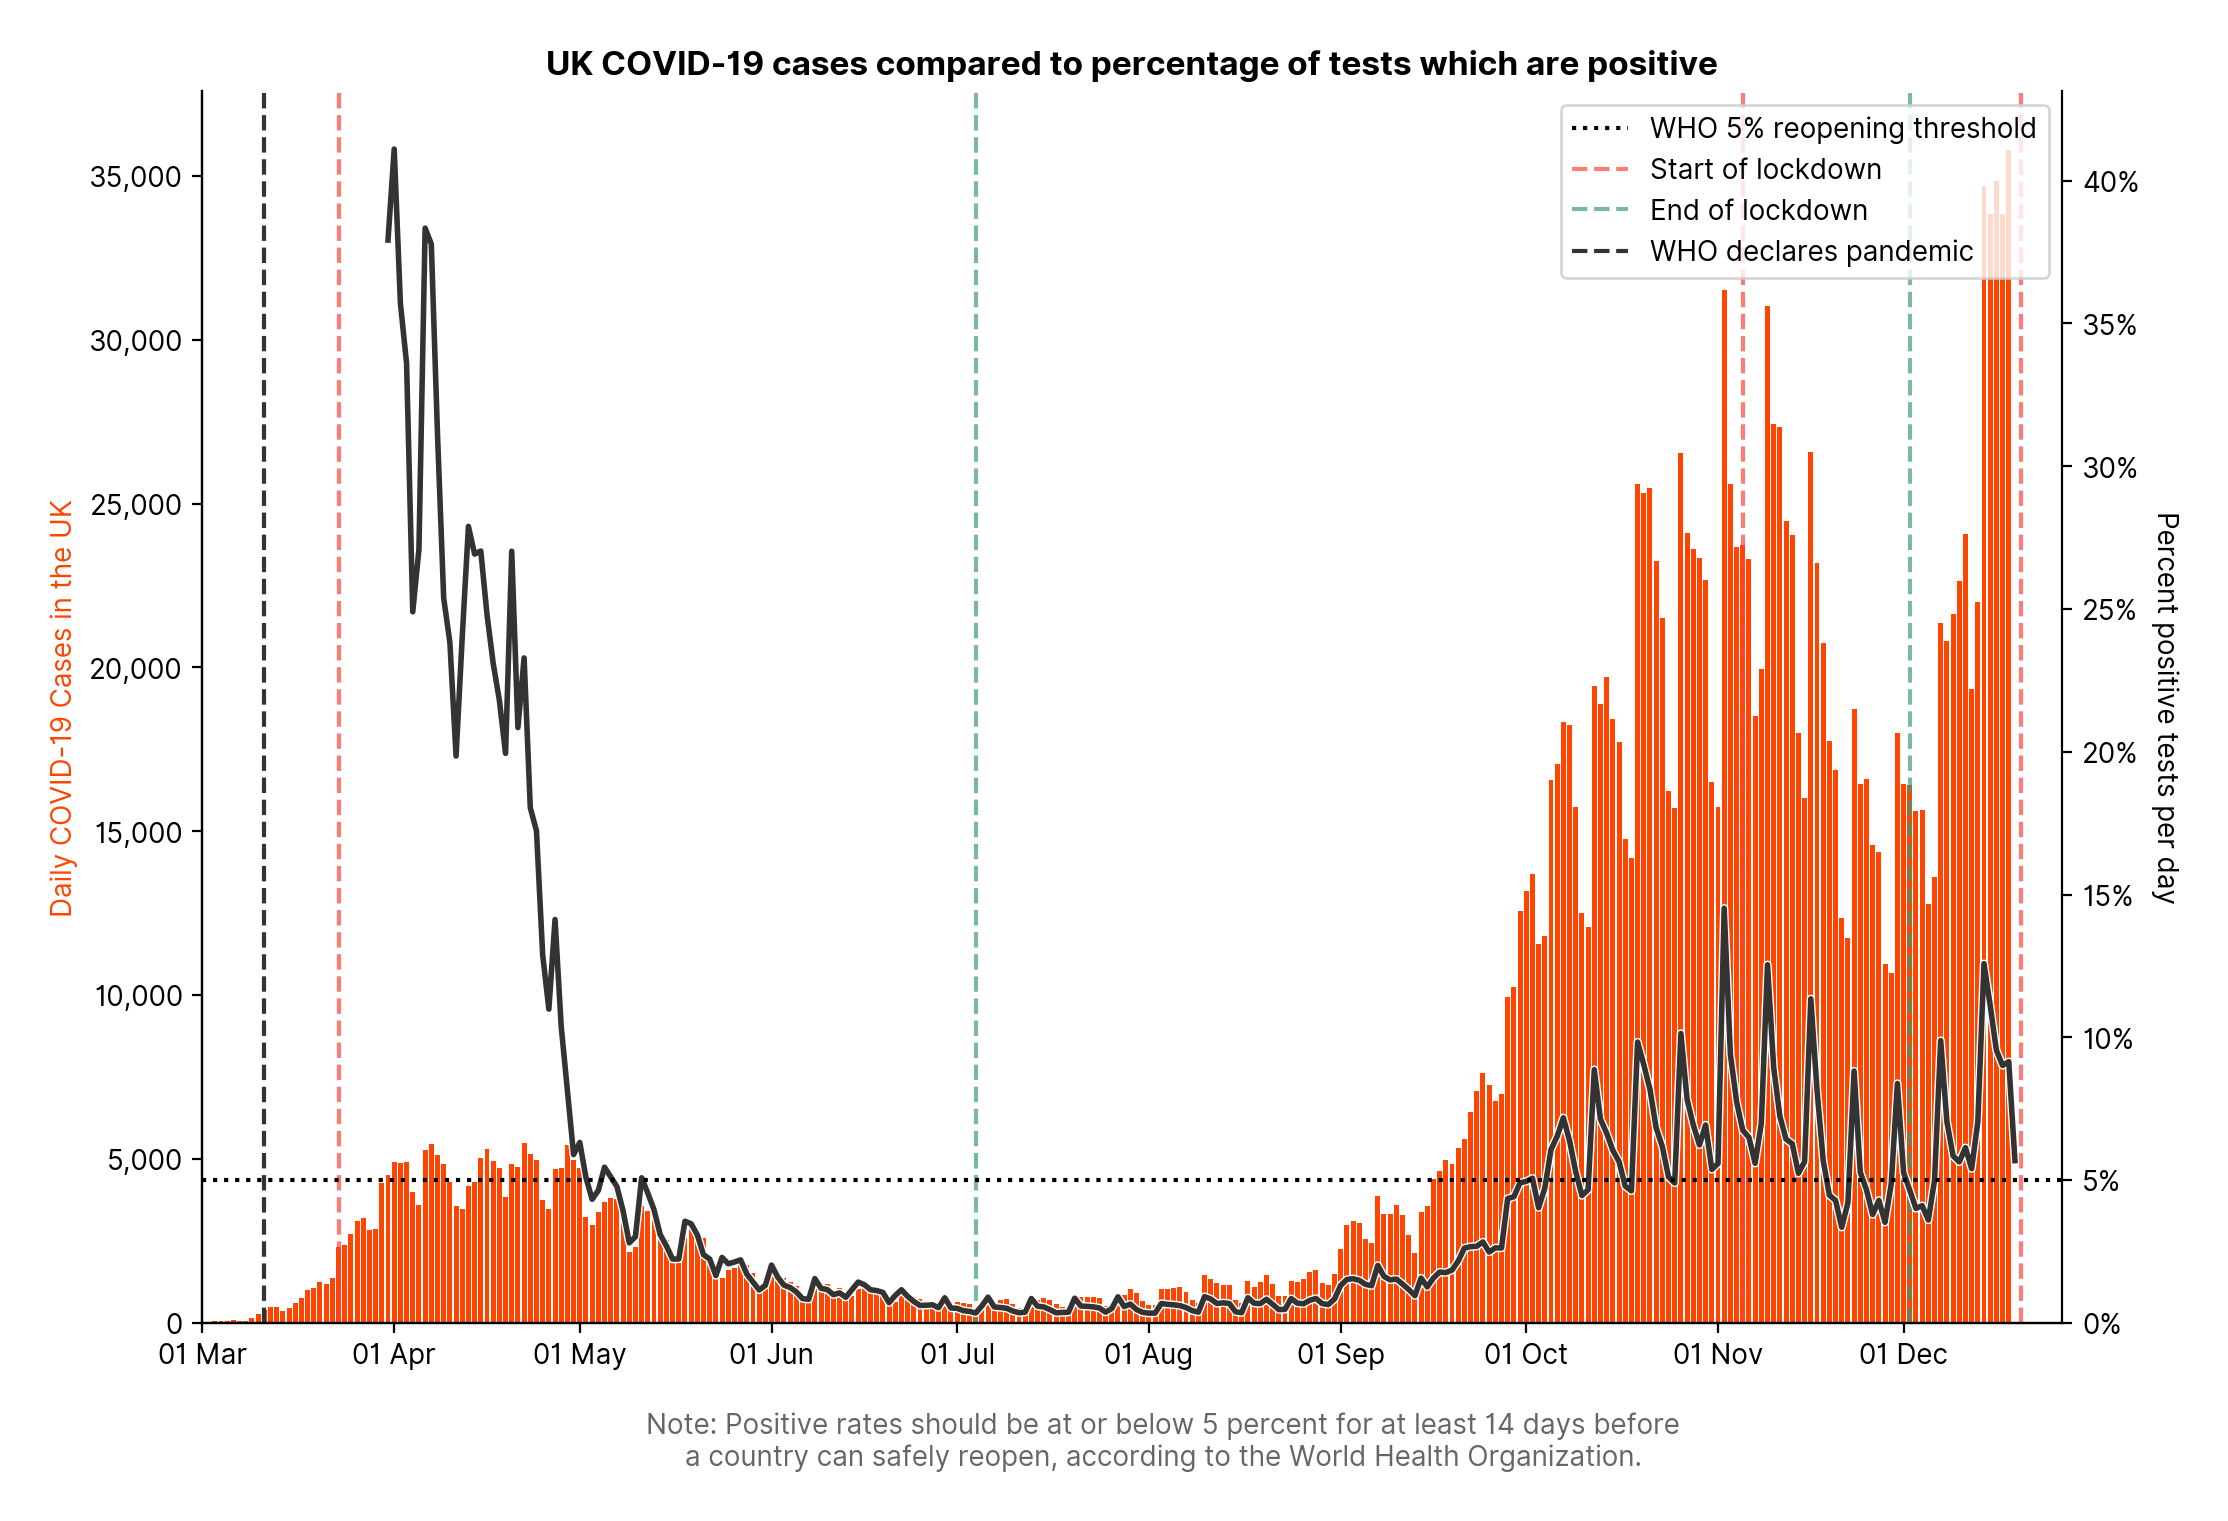 UK COVID-19 cases compared to percentage of tests which are positive
WHO 5% reopening threshold
Start of lockdown
End of lockdown
WHO declares pandemic
Daily COVID-19 Cases in the UK
35,000
30,000
25,000
20,000
15,000
10,000
5,000
0
40%
35%
30%
25%
20%
15%
10%
5%
0%
Percent positive tests per day
01 Mar
01 Apr
01 May
01 Jun
01 Jul
01 Aug
01 Sep
01 Oct
01 Nov
01 Dec
Note: Positive rates should be at or below 5 percent for at least 14 days before
a country can safely reopen, according to the World Health Organization.